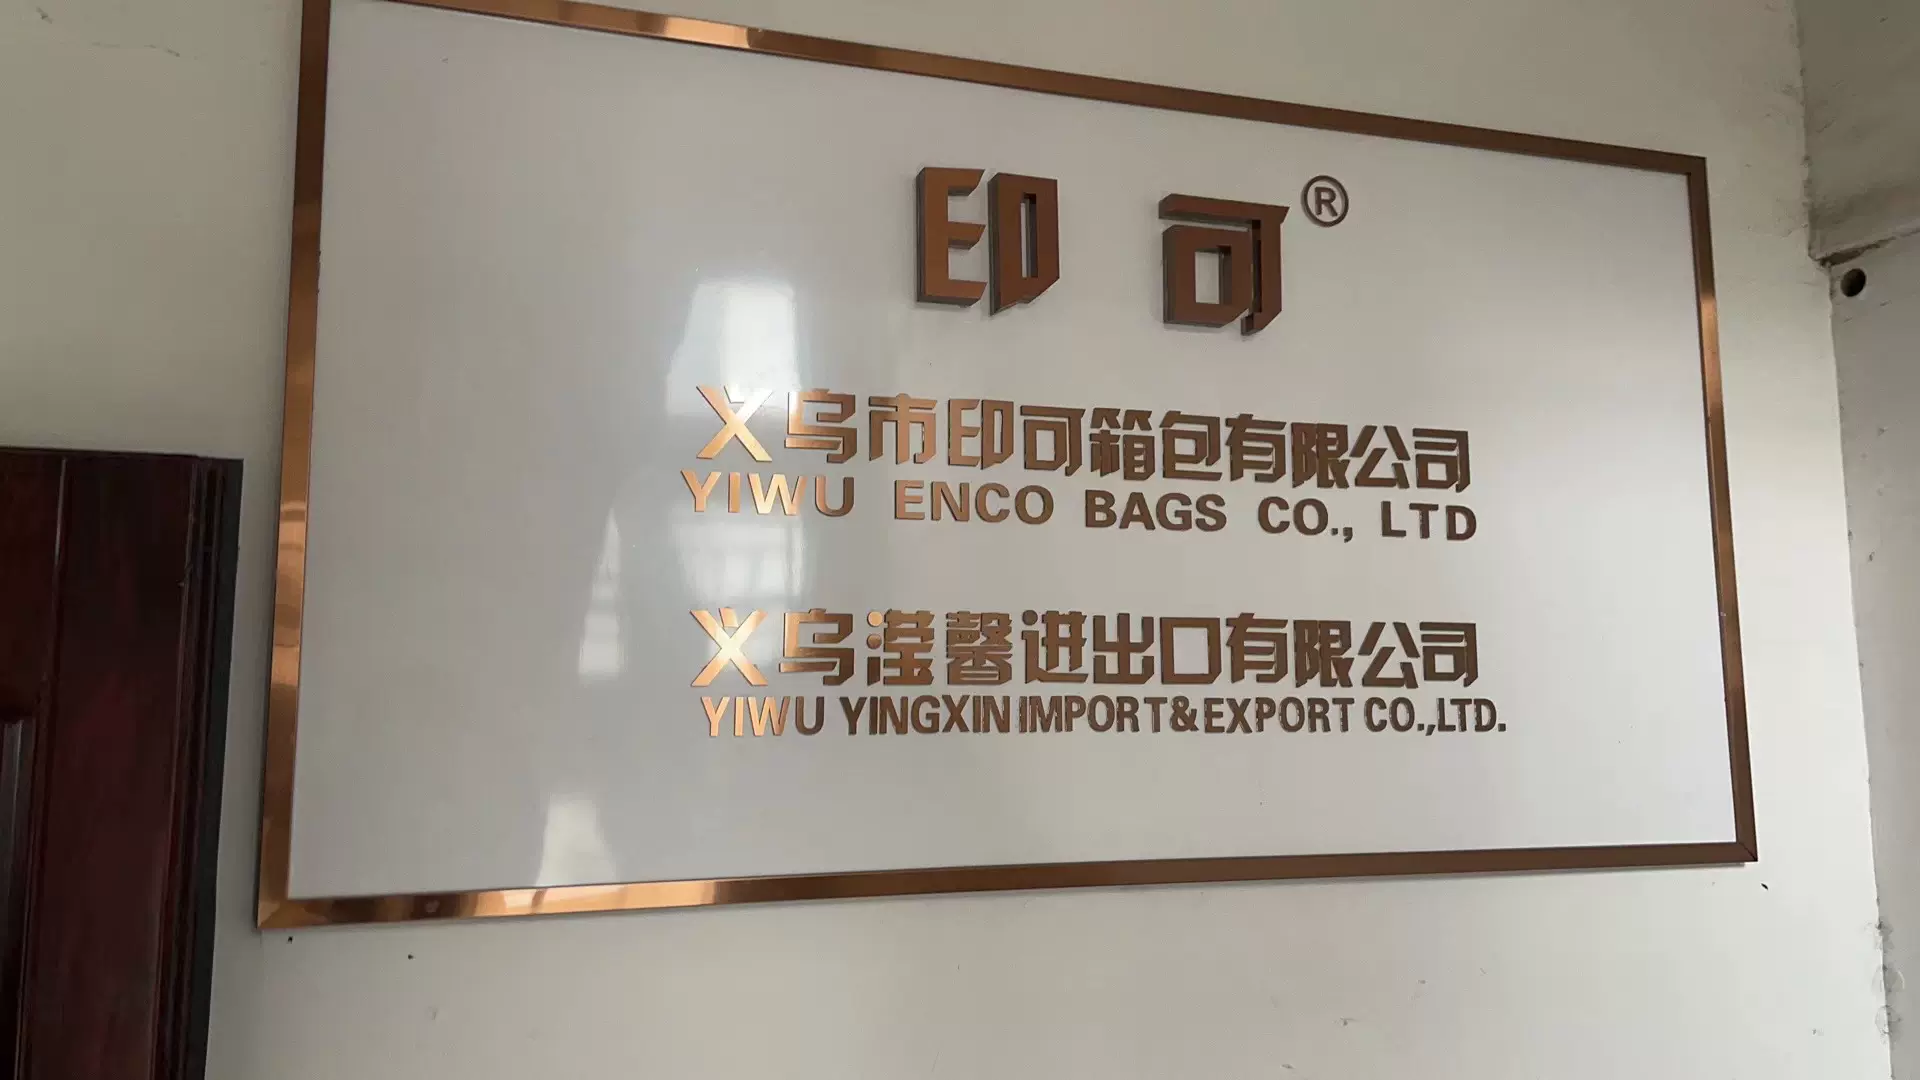 印可®
义乌市印可箱包有限公司
YIWU ENCO BAGS CO., LTD
义乌滢馨进出口有限公司
YIWU YINGXIN IMPORT&EXPORT CO.,LTD.